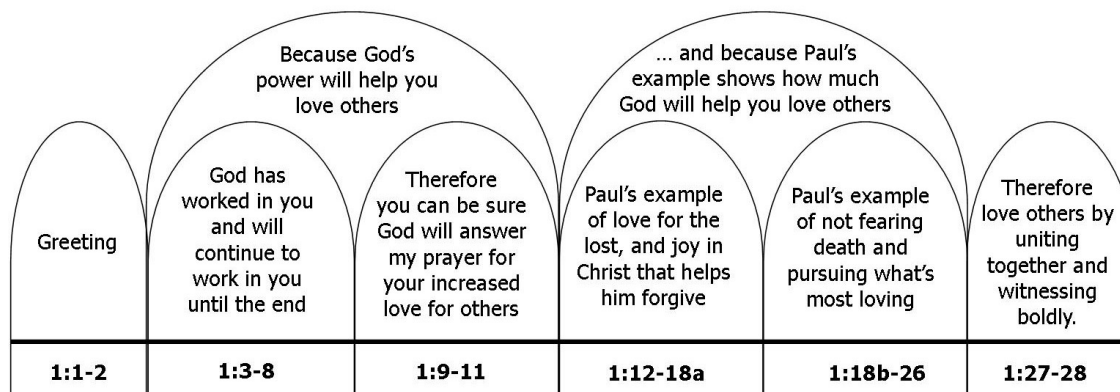 Because God's
power will help you
love others
... and because Paul's
example shows how much
God will help you love others
Greeting
God has
worked in you
and will
continue to
work in you
until the end
Therefore
you can be sure
God will answer
my prayer for
your increased
love for others
Paul's example
of love for the
lost, and joy in
Christ that helps
him forgive
Paul's example
of not fearing
death and
pursuing what's
most loving
Therefore
love others by
uniting
together and
witnessing
boldly.
1:1-2
1:3-8
1:9-11
1:12-18a
1:18b-26
1:27-28